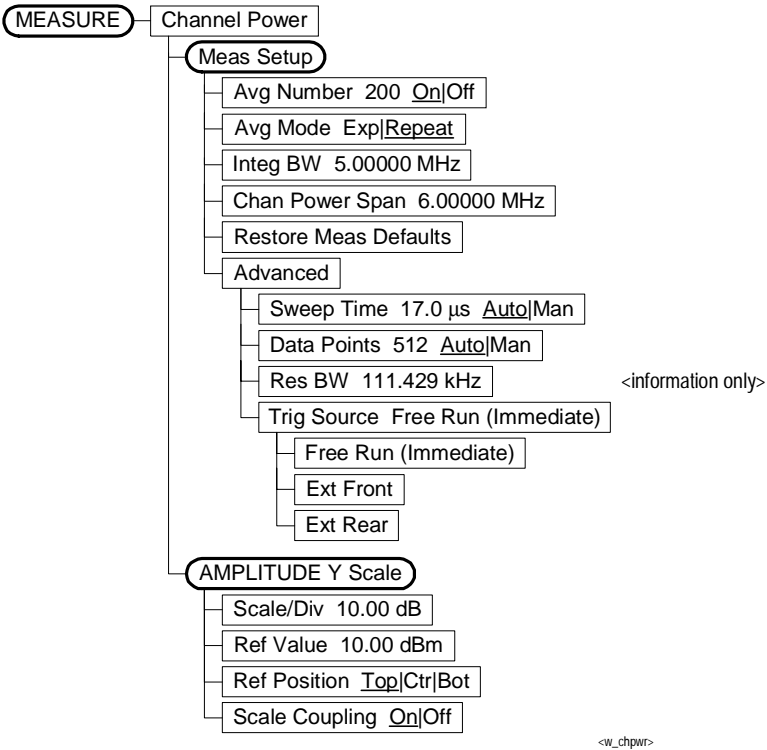 MEASURE Channel Power
Meas Setup
Avg Number 200 On|Off
Avg Mode Exp|Repeat
Integ BW 5.00000 MHz
Chan Power Span 6.00000 MHz
Restore Meas Defaults
Advanced
Sweep Time 17.0 μs Auto|Man
Data Points 512 Auto|Man
Res BW 111.429 kHz <information only>
Trig Source Free Run (Immediate)
Free Run (Immediate)
Ext Front
Ext Rear
AMPLITUDE Y Scale
Scale/Div 10.00 dB
Ref Value 10.00 dBm
Ref Position Top|Ctr|Bot
Scale Coupling On|Off
<w_chpwr>